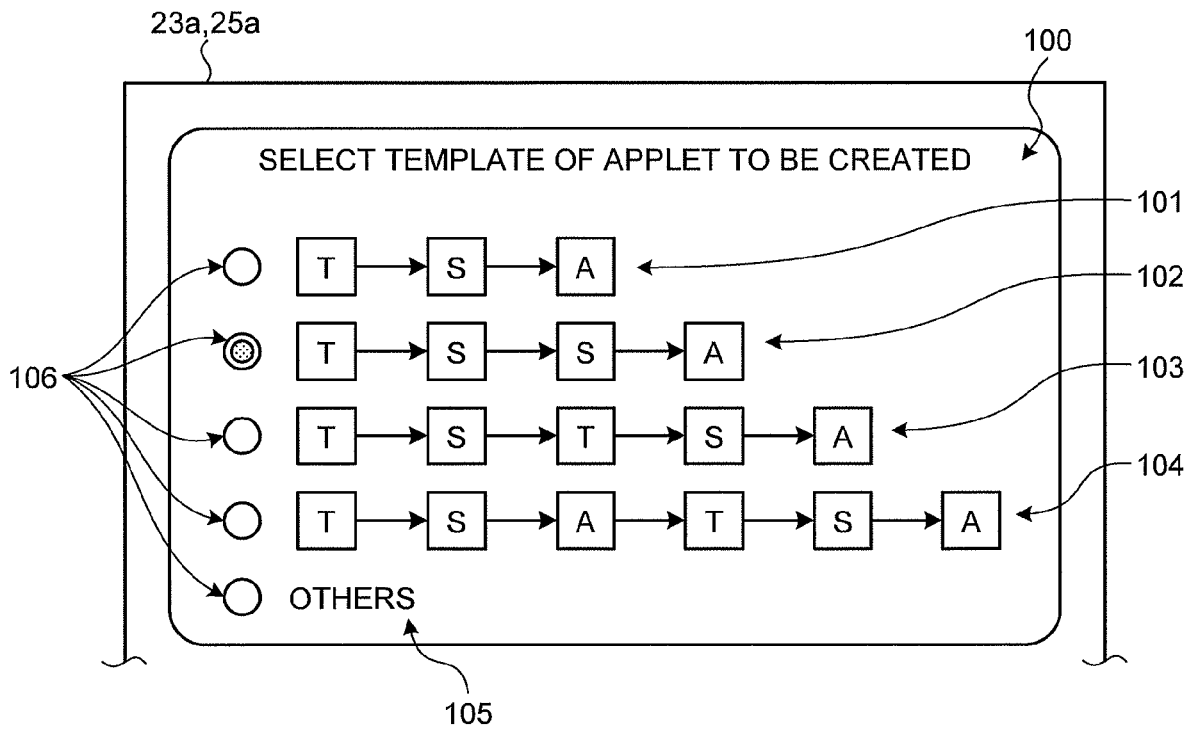 23a,25a
100
SELECT TEMPLATE OF APPLET TO BE CREATED
101
T S A
102
T S S A
103
T S T S A
106
104
T S A T S A
OTHERS
105